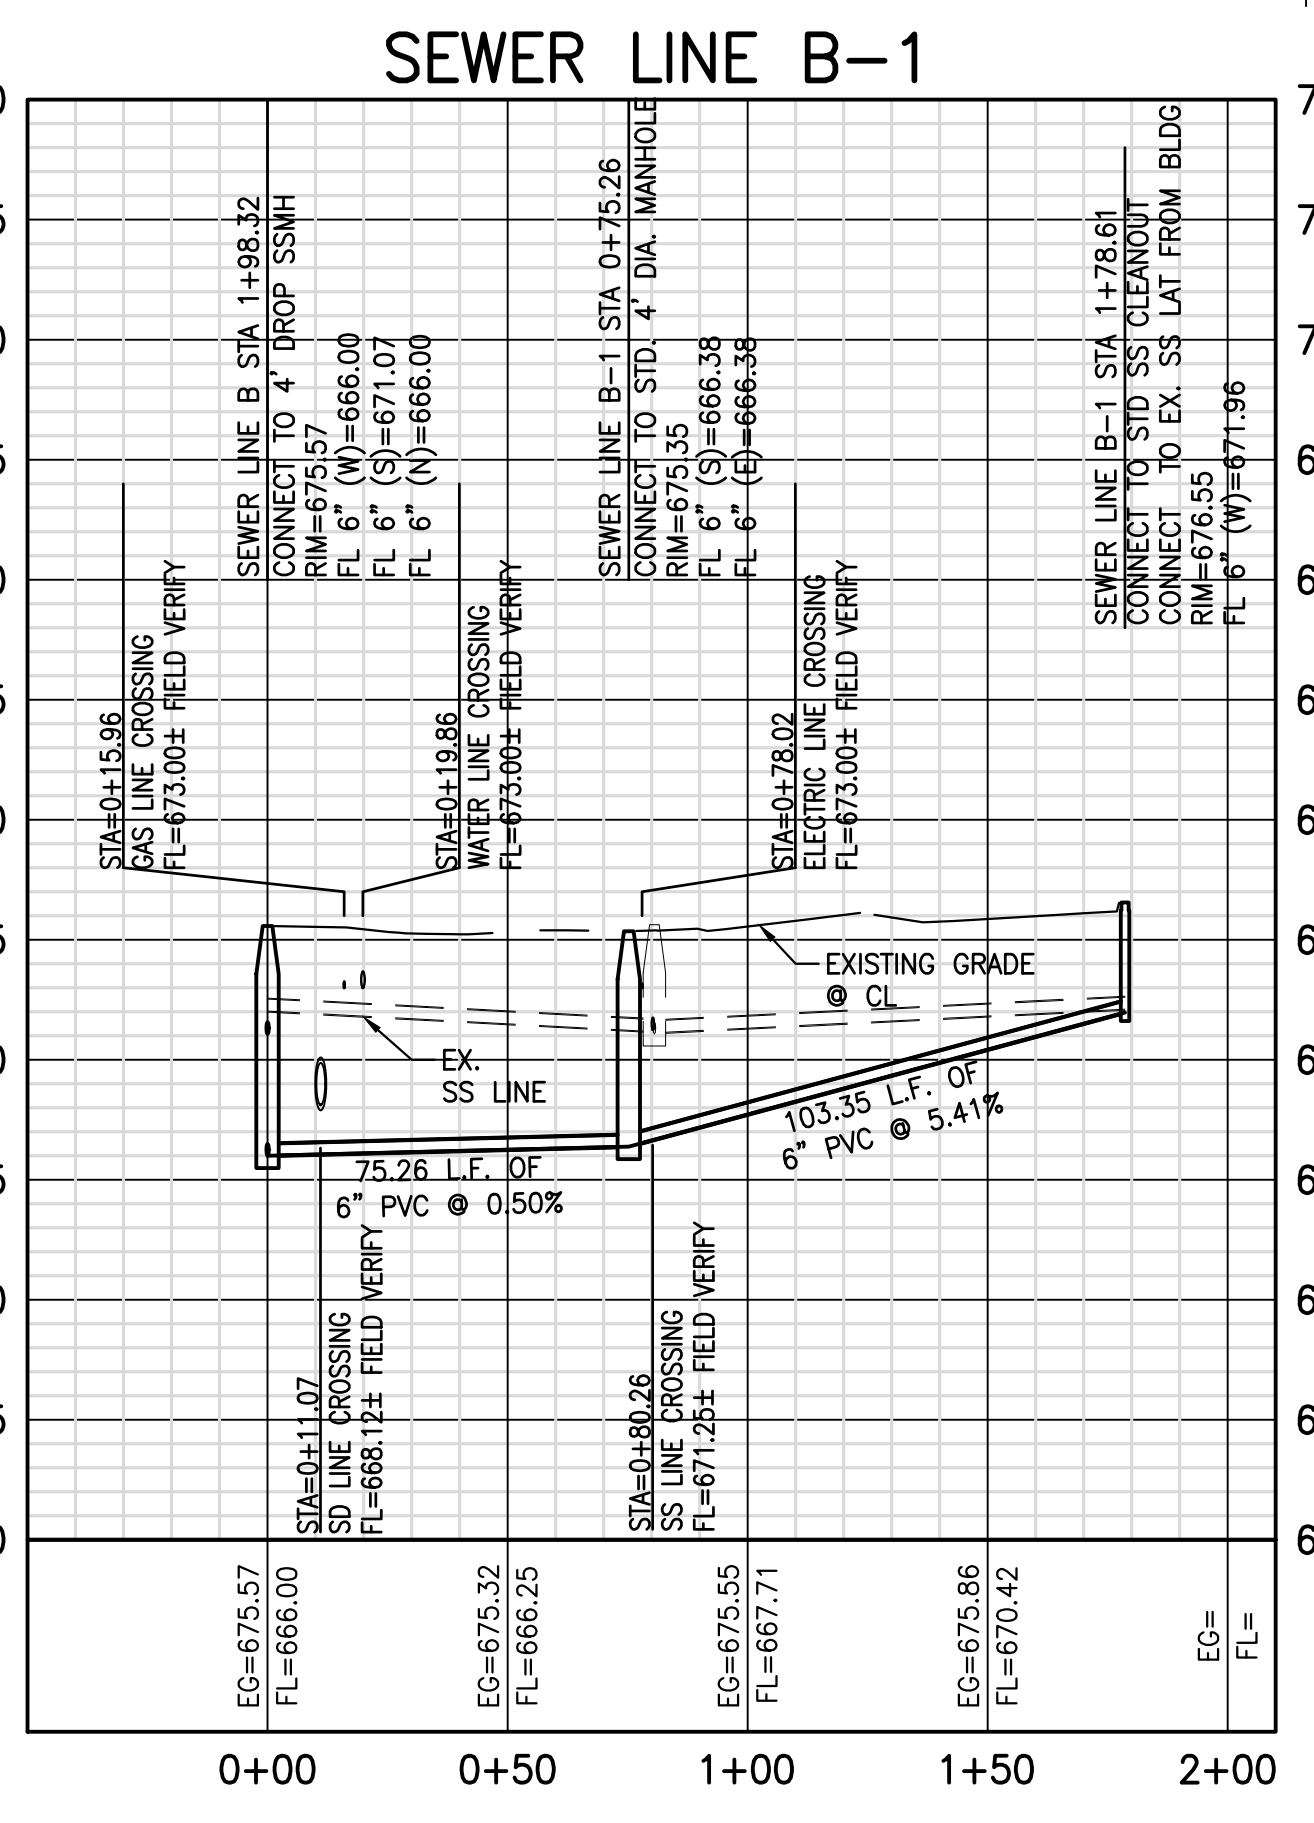 SEWER LINE B-1
SEWER LINE B STA 1+98.32
CONNECT TO 4' DROP SSMH
RIM=675.57
FL 6" (W)=666.00
FL 6" (S)=671.07
FL 6" (N)=666.00
SEWER LINE B-1 STA 0+75.26
CONNECT TO STD. 4' DIA. MANHOLE
RIM=675.35
FL 6" (S)=666.38
FL 6" (E)=666.38
SEWER LINE B-1 STA 1+78.61
CONNECT TO STD SS CLEANOUT
CONNECT TO EX. SS LAT FROM BLDG
RIM=676.55
FL 6" (W)=671.96
STA=0+15.96
GAS LINE CROSSING
FL=673.00± FIELD VERIFY
STA=0+19.86
WATER LINE CROSSING
FL=673.00± FIELD VERIFY
STA=0+78.02
ELECTRIC LINE CROSSING
FL=673.00± FIELD VERIFY
EXISTING GRADE
@ CL
EX.
SS LINE
103.35 L.F. OF
6" PVC @ 5.41%
75.26 L.F. OF
6" PVC @ 0.50%
STA=0+11.07
SD LINE CROSSING
FL=668.12± FIELD VERIFY
STA=0+80.26
SS LINE CROSSING
FL=671.25± FIELD VERIFY
EG=675.57
FL=666.00
EG=675.32
FL=666.25
EG=675.55
FL=667.71
EG=675.86
FL=670.42
EG=
FL=
0+00 0+50 1+00 1+50 2+00